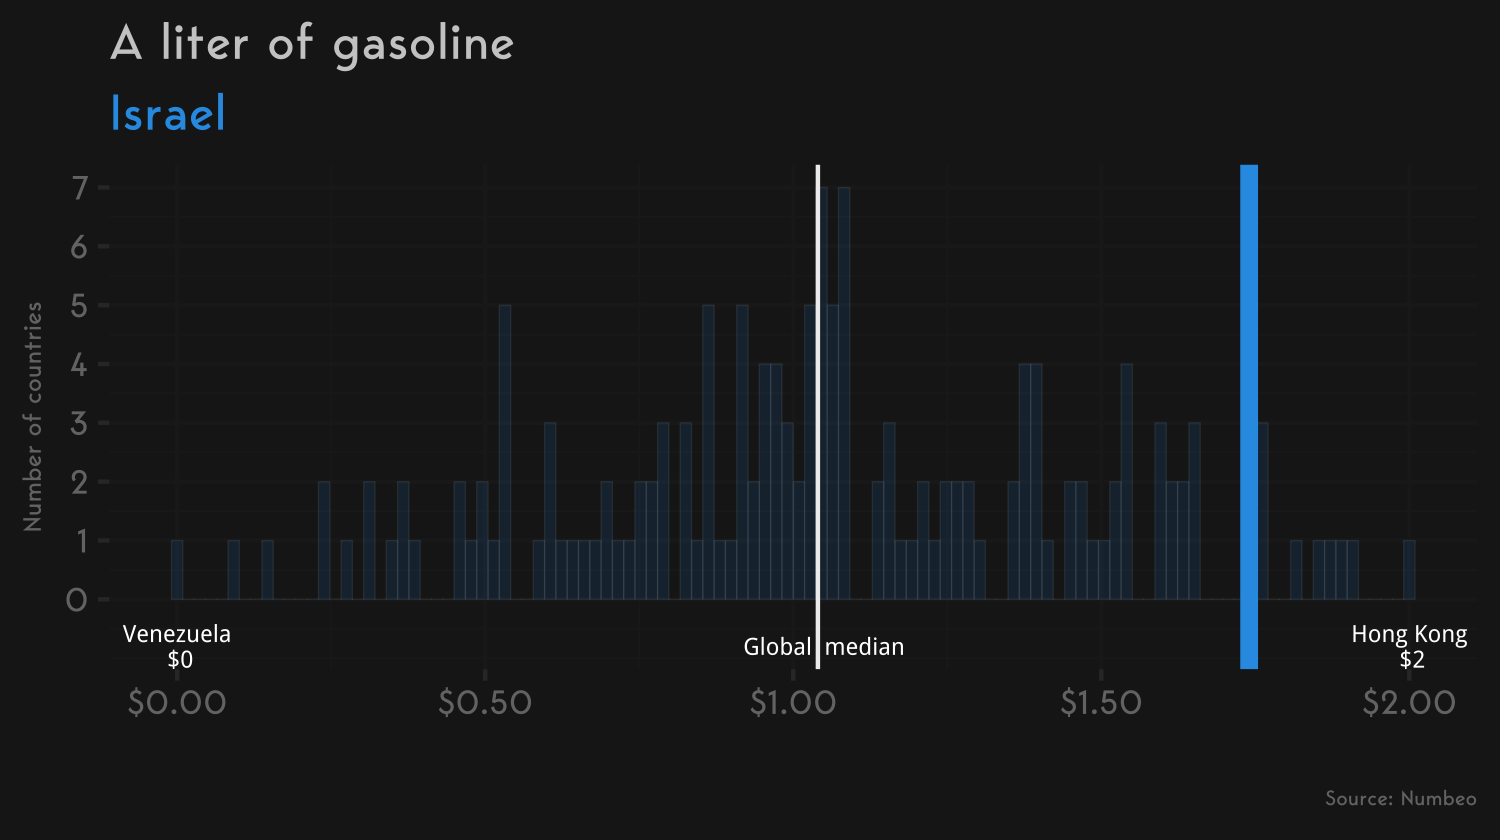 A liter of gasoline
Israel
Number of countries
7
6
5
4
3
2
1
0
Venezuela
$0
Global median
Hong Kong
$2
$0.00 $0.50 $1.00 $1.50 $2.00
Source: Numbeo